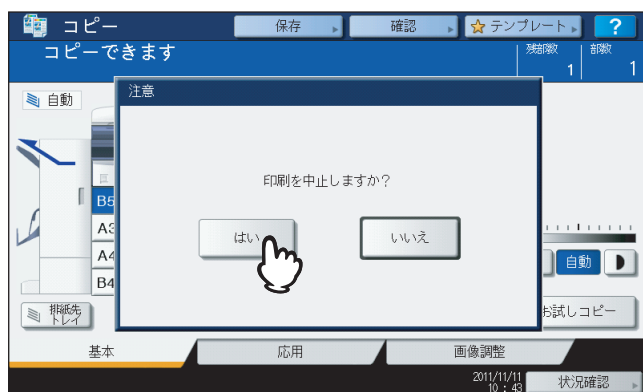 コピー
保存
確認
テンプレート
?
コピーできます
残部数
1
部数
1
自動
注意
印刷を中止しますか?
はい
いいえ
B5
A3
A4
B4
自動
排紙先
トレイ
お試しコピー
基本
応用
画像調整
2011/11/11
10:43
状況確認